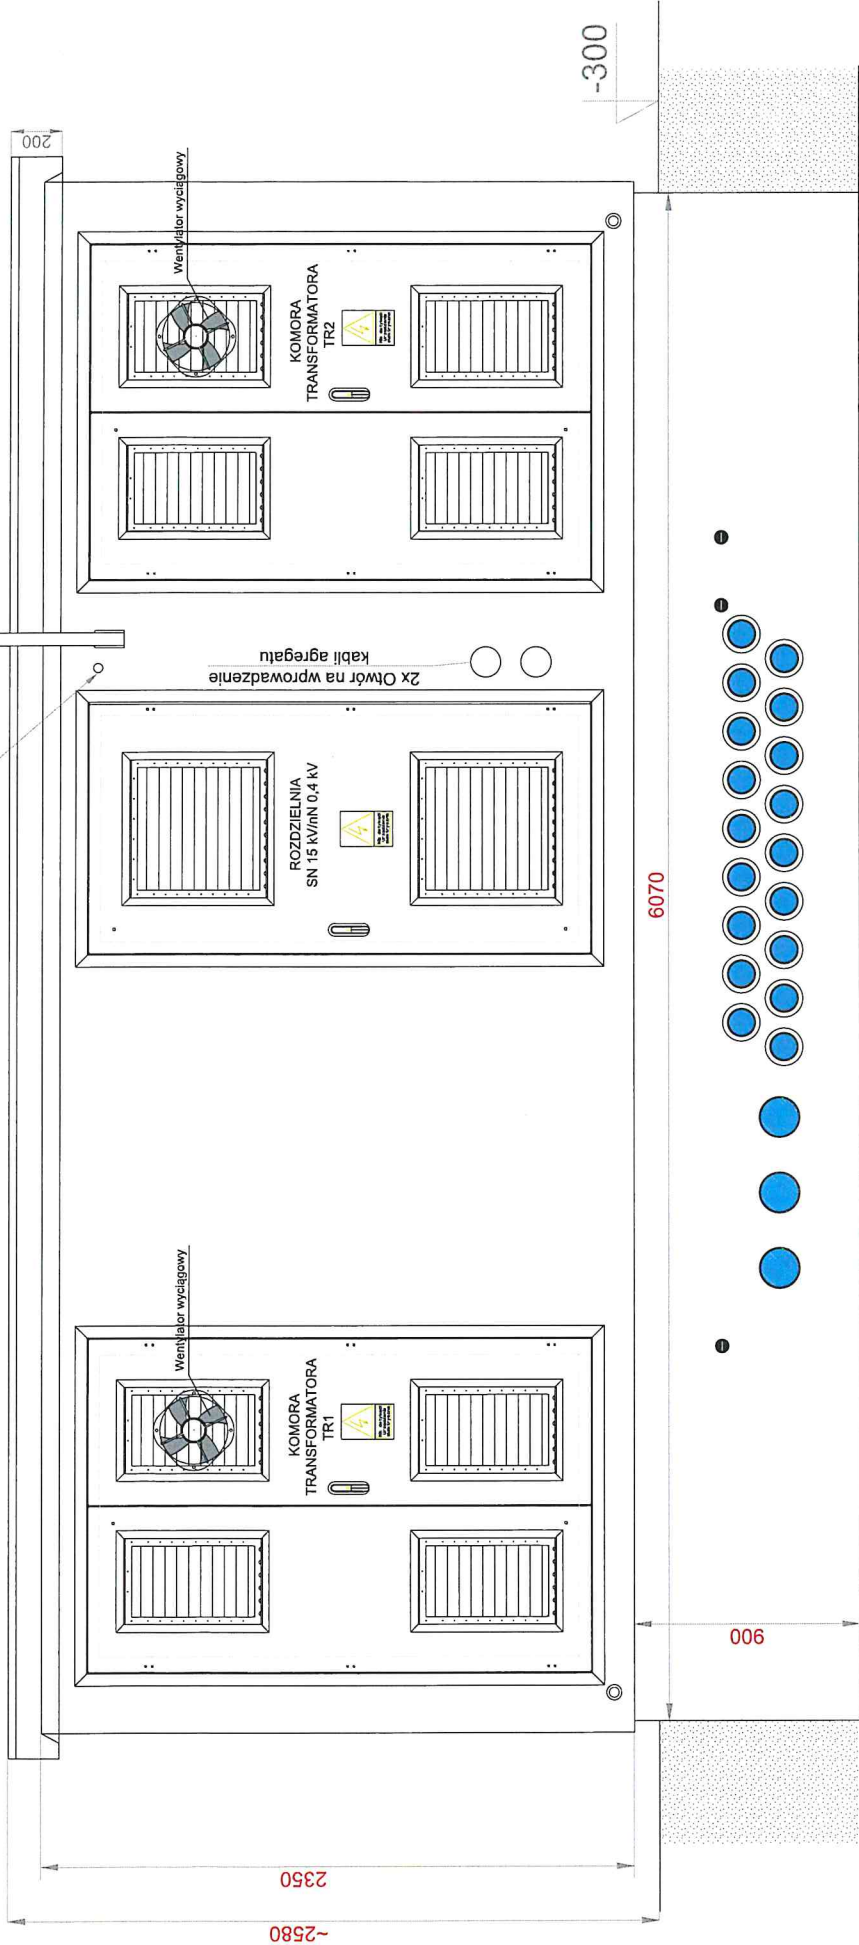 -300
200
Wentylator wyciągowy
KOMORA
TRANSFORMATORA
TR2
2x Otwór na wprowadzenie
kabli agregatu
ROZDZIELNIA
SN 15 kV/nN 0,4 kV
6070
Wentylator wyciągowy
KOMORA
TRANSFORMATORA
TR1
900
2350
~2580